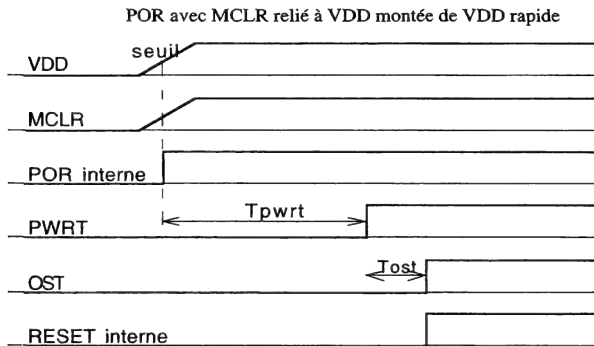 POR avec MCLR relié à VDD montée de VDD rapide
seuil
VDD
MCLR
POR interne
Tpwrt
PWRT
Tost
OST
RESET interne